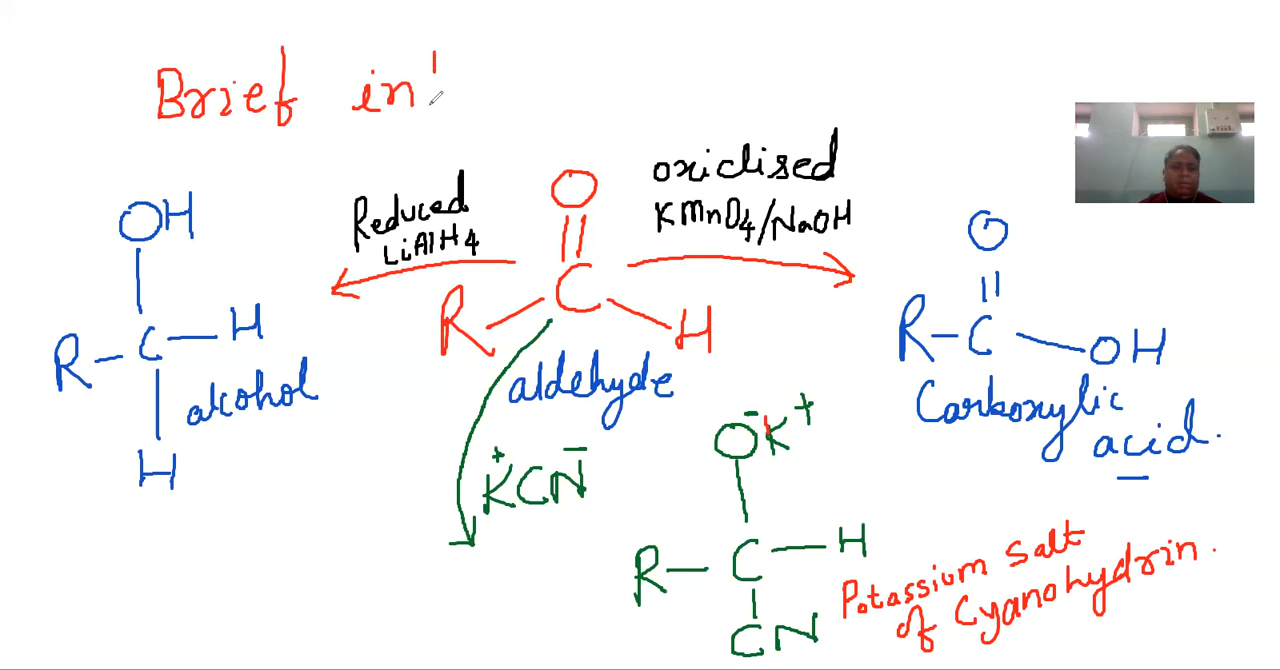 Brief in
Reduced
LiAlH4
oxidised
KMnO4/NaOH
OH
R C H
H
alcohol
O
R C H
aldehyde
O
R C OH
Carboxylic
acid.
K+CN-
O-K+
R C H
CN
Potassium Salt
of Cyanohydrin.